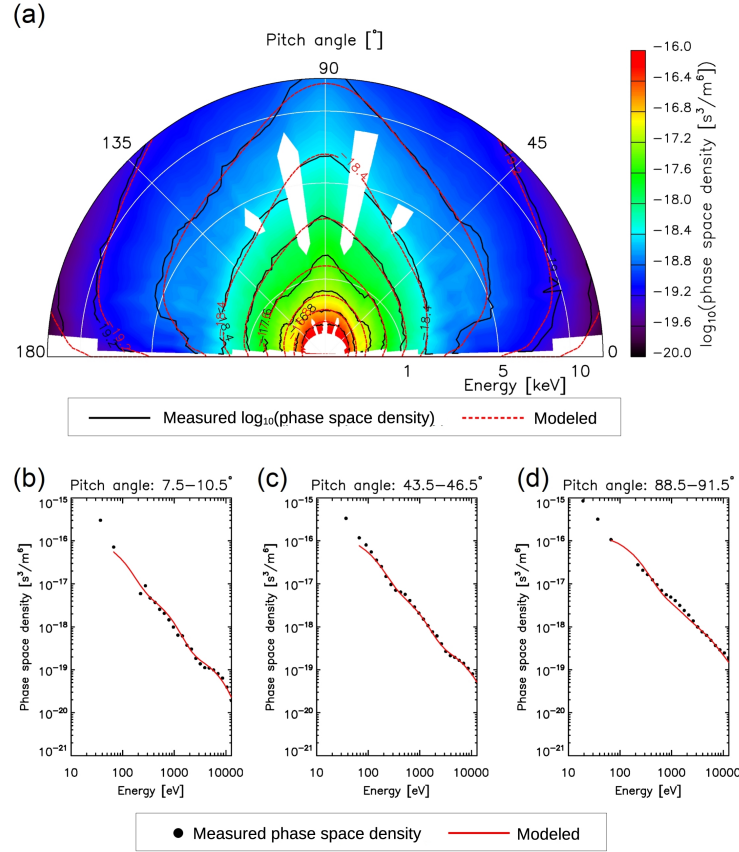 (a)
Pitch angle [°]
90
135
45
180
0
1
5
10
Energy [keV]
-18.4
-18.4
-18.4
-17.6
-16.8
-19.2
-16.0
-16.4
-16.8
-17.2
-17.6
-18.0
-18.4
-18.8
-19.2
-19.6
-20.0
log₁₀(phase space density [s³/m⁶]
Measured log₁₀(phase space density)
Modeled
(b)
Pitch angle: 7.5−10.5°
(c)
Pitch angle: 43.5−46.5°
(d)
Pitch angle: 88.5−91.5°
Phase space density [s³/m⁶]
10⁻¹⁵
10⁻¹⁶
10⁻¹⁷
10⁻¹⁸
10⁻¹⁹
10⁻²⁰
10⁻²¹
10 100 1000 10000
Energy [eV]
Phase space density [s³/m⁶]
10⁻¹⁵
10⁻¹⁶
10⁻¹⁷
10⁻¹⁸
10⁻¹⁹
10⁻²⁰
10⁻²¹
10 100 1000 10000
Energy [eV]
Phase space density [s³/m⁶]
10⁻¹⁵
10⁻¹⁶
10⁻¹⁷
10⁻¹⁸
10⁻¹⁹
10⁻²⁰
10⁻²¹
10 100 1000 10000
Energy [eV]
Measured phase space density
Modeled